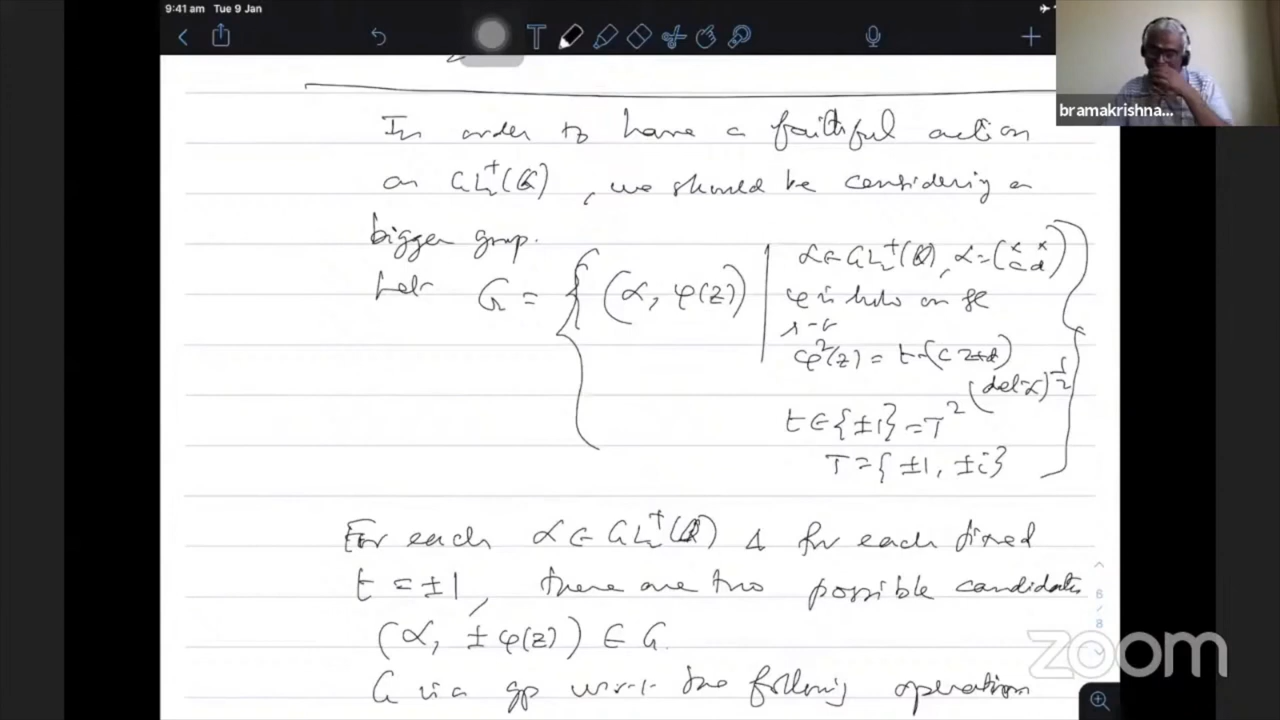 9:41 am Tue 9 Jan
bramakrishna...
In order to have a faithful action
on GL₂⁺(Q), we should be considering a
bigger group.
Let G = { (α, φ(z)) | α ∈ GL₂⁺(Q), α = (* * c d)
φ is holo on ℋ
s-t
φ²(z) = t·(cz+d)
(det α)^-1/2
t ∈ {±1} = T²
T = {±1, ±i} }
For each α ∈ GL₂⁺(Q) & for each fixed
t = ±1, there are two possible candidates
(α, ±φ(z)) ∈ G.
G is a gp w.r.t. the following operation
6
/
8
zoom